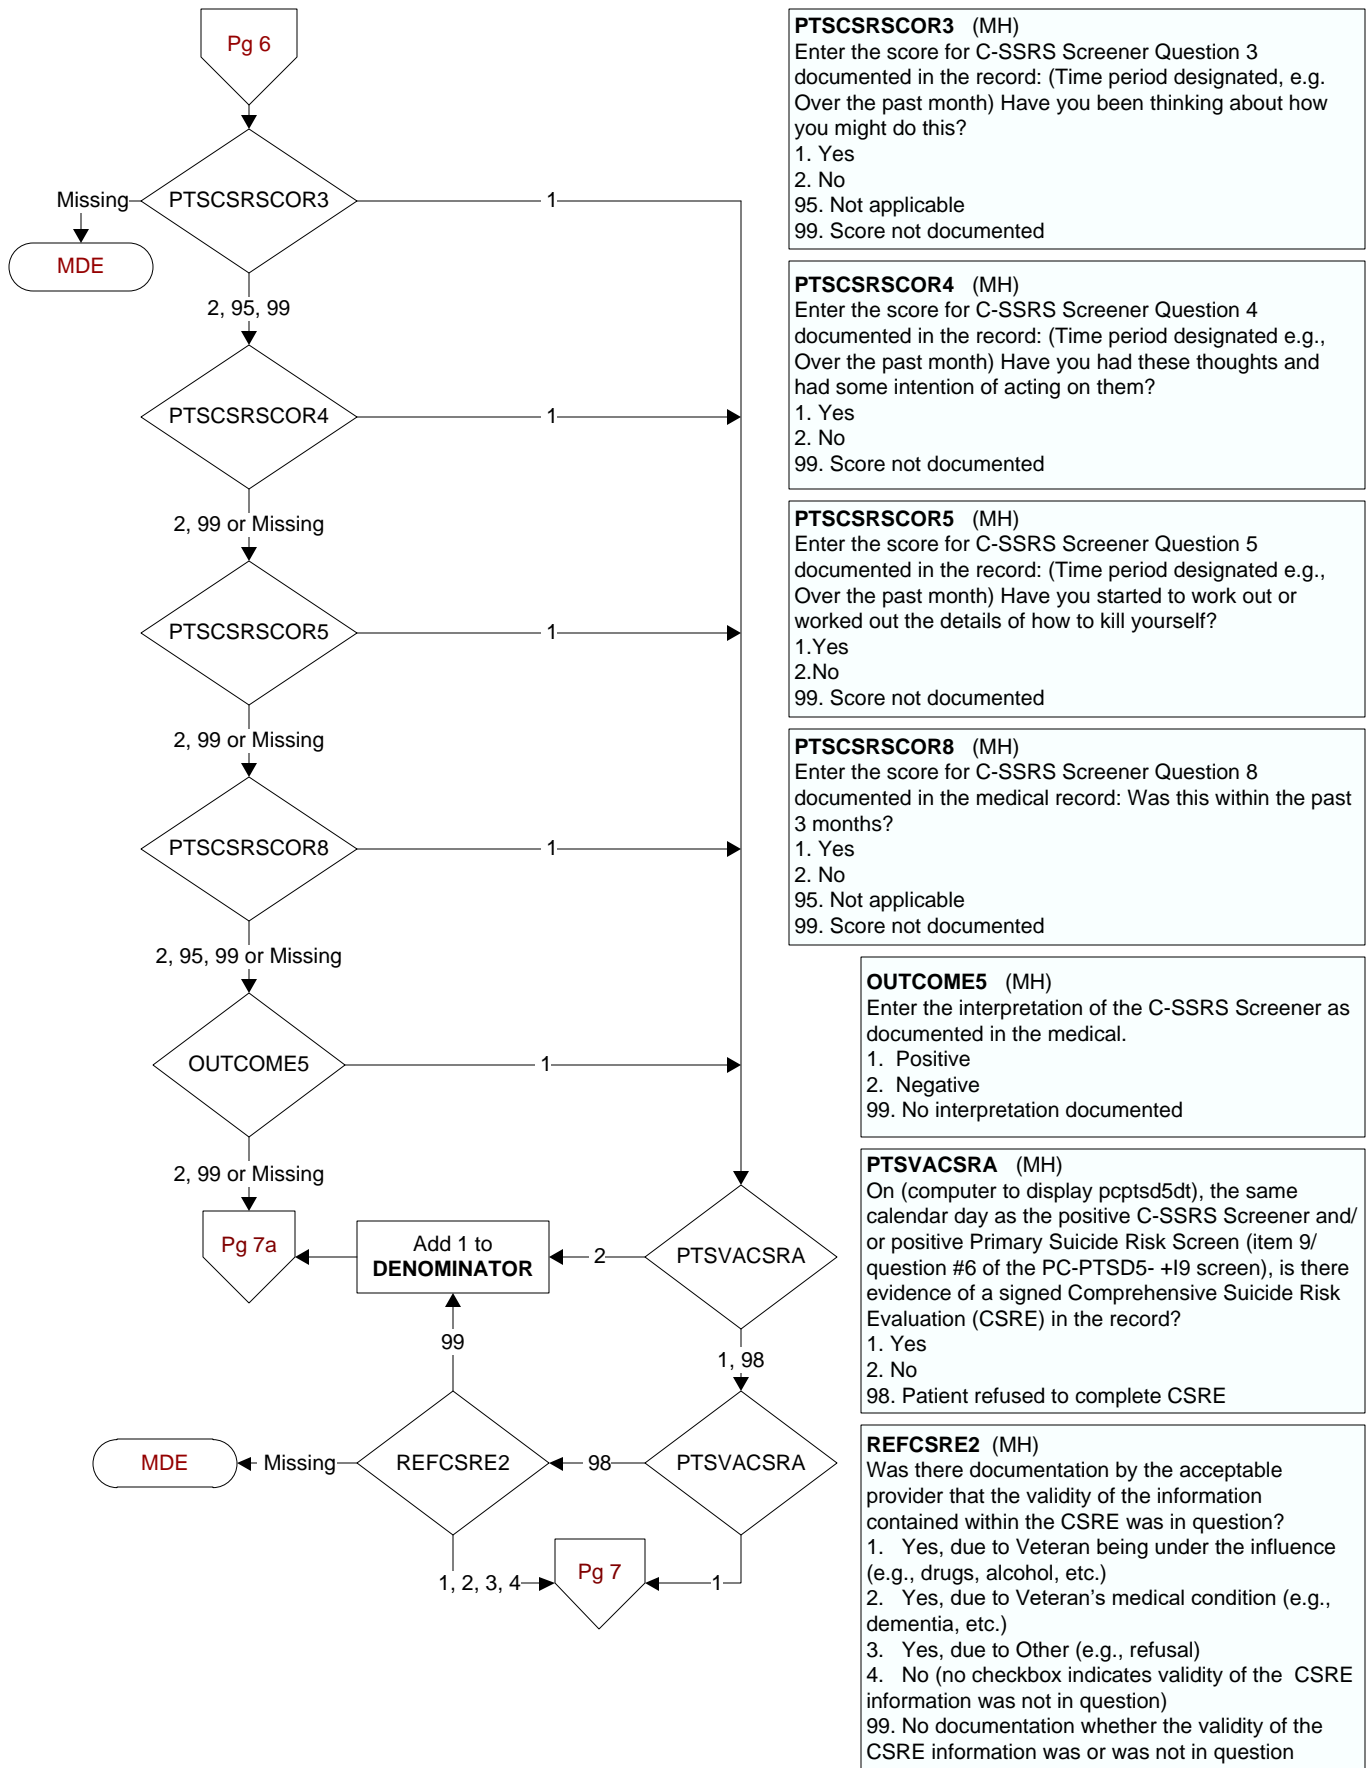 Pg 6
PTSCSRSCOR3
Missing
1
MDE
2, 95, 99
PTSCSRSCOR4
1
2, 99 or Missing
PTSCSRSCOR5
1
2, 99 or Missing
PTSCSRSCOR8
1
2, 95, 99 or Missing
OUTCOME5
1
2, 99 or Missing
Pg 7a
Add 1 to
DENOMINATOR
2
PTSVACSRA
99
1, 98
MDE
Missing
REFCSRE2
98
PTSVACSRA
1, 2, 3, 4
Pg 7
1
PTSCSRSCOR3 (MH)
Enter the score for C-SSRS Screener Question 3
documented in the record: (Time period designated, e.g.
Over the past month) Have you been thinking about how
you might do this?
1. Yes
2. No
95. Not applicable
99. Score not documented
PTSCSRSCOR4 (MH)
Enter the score for C-SSRS Screener Question 4
documented in the record: (Time period designated e.g.,
Over the past month) Have you had these thoughts and
had some intention of acting on them?
1. Yes
2. No
99. Score not documented
PTSCSRSCOR5 (MH)
Enter the score for C-SSRS Screener Question 5
documented in the record: (Time period designated e.g.,
Over the past month) Have you started to work out or
worked out the details of how to kill yourself?
1.Yes
2.No
99. Score not documented
PTSCSRSCOR8 (MH)
Enter the score for C-SSRS Screener Question 8
documented in the medical record: Was this within the past
3 months?
1. Yes
2. No
95. Not applicable
99. Score not documented
OUTCOME5 (MH)
Enter the interpretation of the C-SSRS Screener as
documented in the medical.
1. Positive
2. Negative
99. No interpretation documented
PTSVACSRA (MH)
On (computer to display pcptsd5dt), the same
calendar day as the positive C-SSRS Screener and/
or positive Primary Suicide Risk Screen (item 9/
question #6 of the PC-PTSD5- +I9 screen), is there
evidence of a signed Comprehensive Suicide Risk
Evaluation (CSRE) in the record?
1. Yes
2. No
98. Patient refused to complete CSRE
REFCSRE2 (MH)
Was there documentation by the acceptable
provider that the validity of the information
contained within the CSRE was in question?
1. Yes, due to Veteran being under the influence
(e.g., drugs, alcohol, etc.)
2. Yes, due to Veteran’s medical condition (e.g.,
dementia, etc.)
3. Yes, due to Other (e.g., refusal)
4. No (no checkbox indicates validity of the CSRE
information was not in question)
99. No documentation whether the validity of the
CSRE information was or was not in question